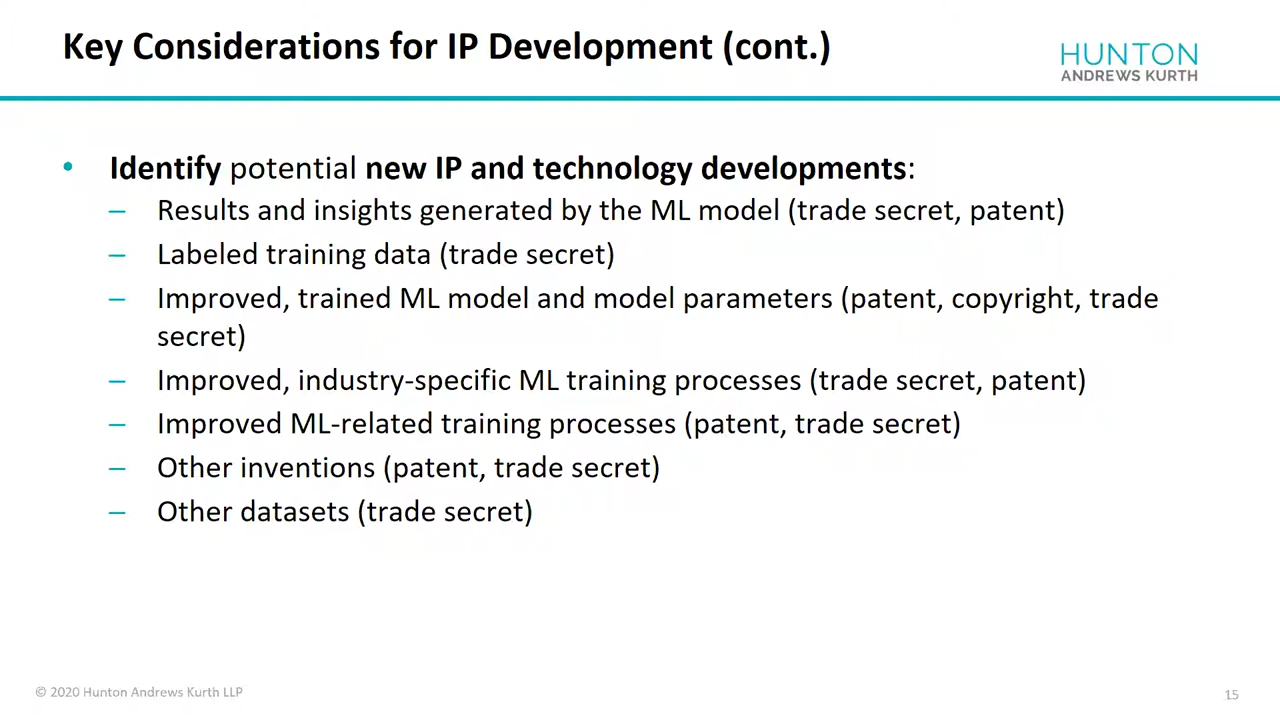 Key Considerations for IP Development (cont.)
HUNTON
ANDREWS KURTH
• Identify potential new IP and technology developments:
– Results and insights generated by the ML model (trade secret, patent)
– Labeled training data (trade secret)
– Improved, trained ML model and model parameters (patent, copyright, trade
secret)
– Improved, industry-specific ML training processes (trade secret, patent)
– Improved ML-related training processes (patent, trade secret)
– Other inventions (patent, trade secret)
– Other datasets (trade secret)
© 2020 Hunton Andrews Kurth LLP
15